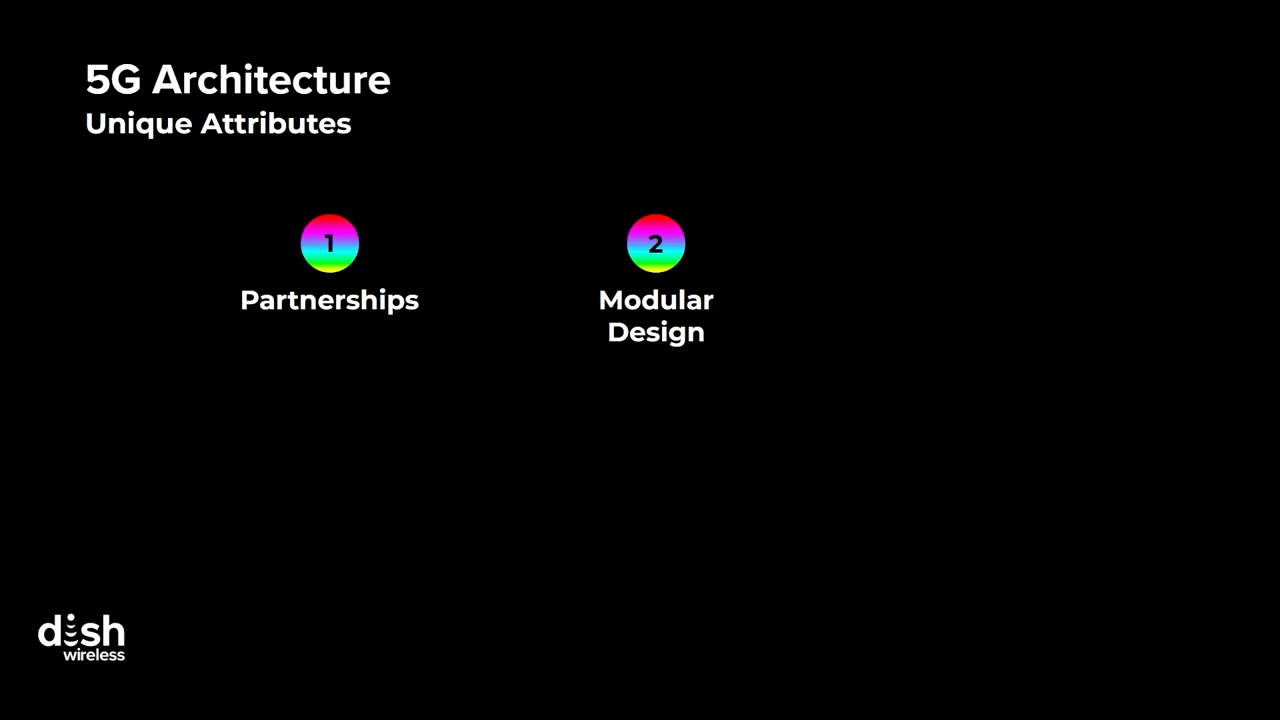 5G Architecture
Unique Attributes
1
2
Partnerships
Modular
Design
dish
wireless